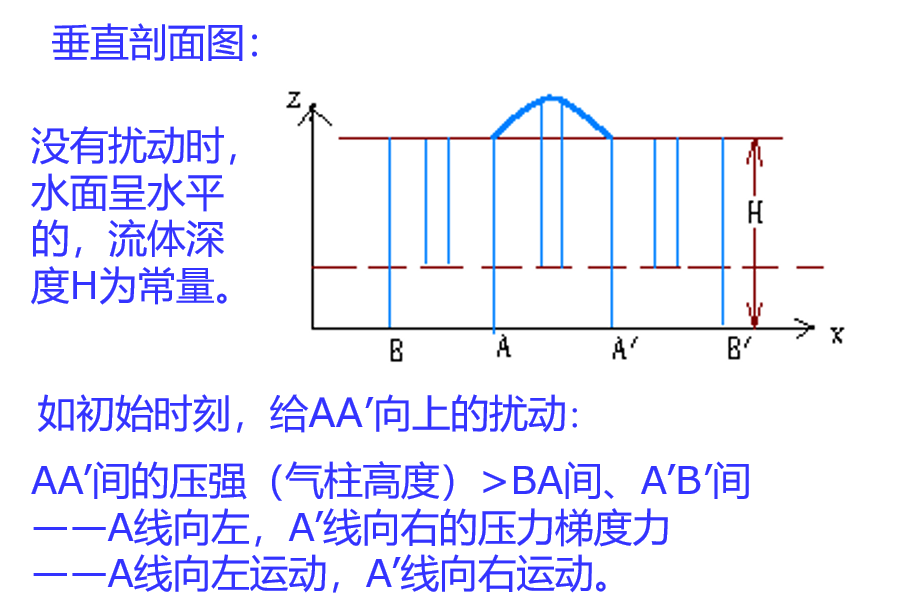 垂直剖面图：
z
没有扰动时，
水面呈水平
的，流体深
度H为常量。
H
B
A
A′
B′
x
如初始时刻，给AA′向上的扰动：
AA′间的压强（气柱高度）>BA间、A′B′间
——A线向左，A′线向右的压力梯度力
——A线向左运动，A′线向右运动。